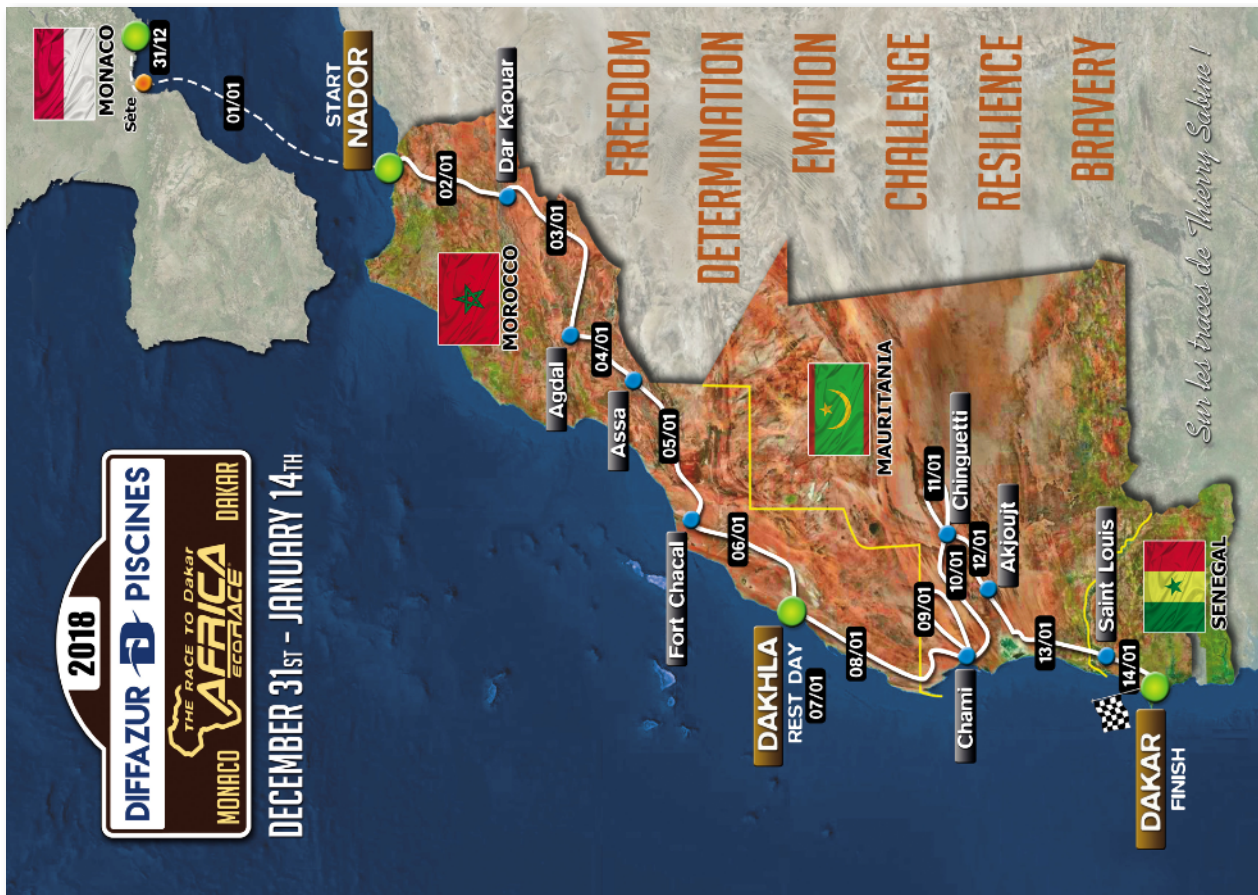 2018
DIFFAZUR PISCINES
THE RACE TO Dakar
AFRICA
ECO RACE
MONACO DAKAR
DECEMBER 31ST - JANUARY 14TH
MONACO
31/12
Sète
01/01
START
NADOR
02/01
Dar Kaouar
03/01
MOROCCO
Agdal
04/01
Assa
05/01
Fort Chacal
06/01
DAKHLA
REST DAY
07/01
08/01
MAURITANIA
09/01
Chami
10/01
11/01
Chinguetti
12/01
Akjoujt
13/01
Saint Louis
14/01
SENEGAL
DAKAR
FINISH
FREEDOM
DETERMINATION
EMOTION
CHALLENGE
RESILIENCE
BRAVERY
Sur les traces de Thierry Sabine !